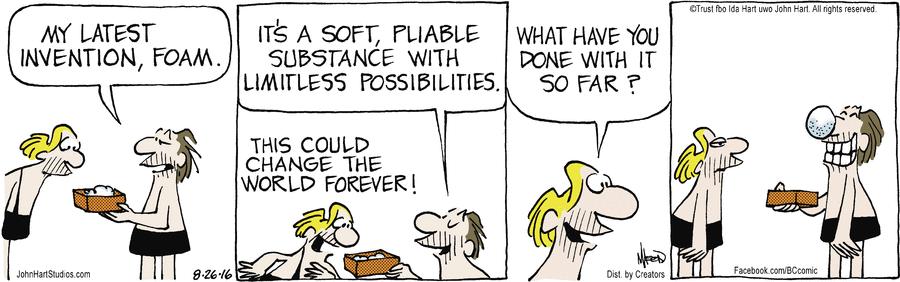 MY LATEST
INVENTION, FOAM.
JohnHartStudios.com
8-26-16
IT'S A SOFT, PLIABLE
SUBSTANCE WITH
LIMITLESS POSSIBILITIES.
THIS COULD
CHANGE THE
WORLD FOREVER!
WHAT HAVE YOU
DONE WITH IT
SO FAR?
Dist. by Creators
©Trust fbo Ida Hart uwo John Hart. All rights reserved.
Facebook.com/BCcomic